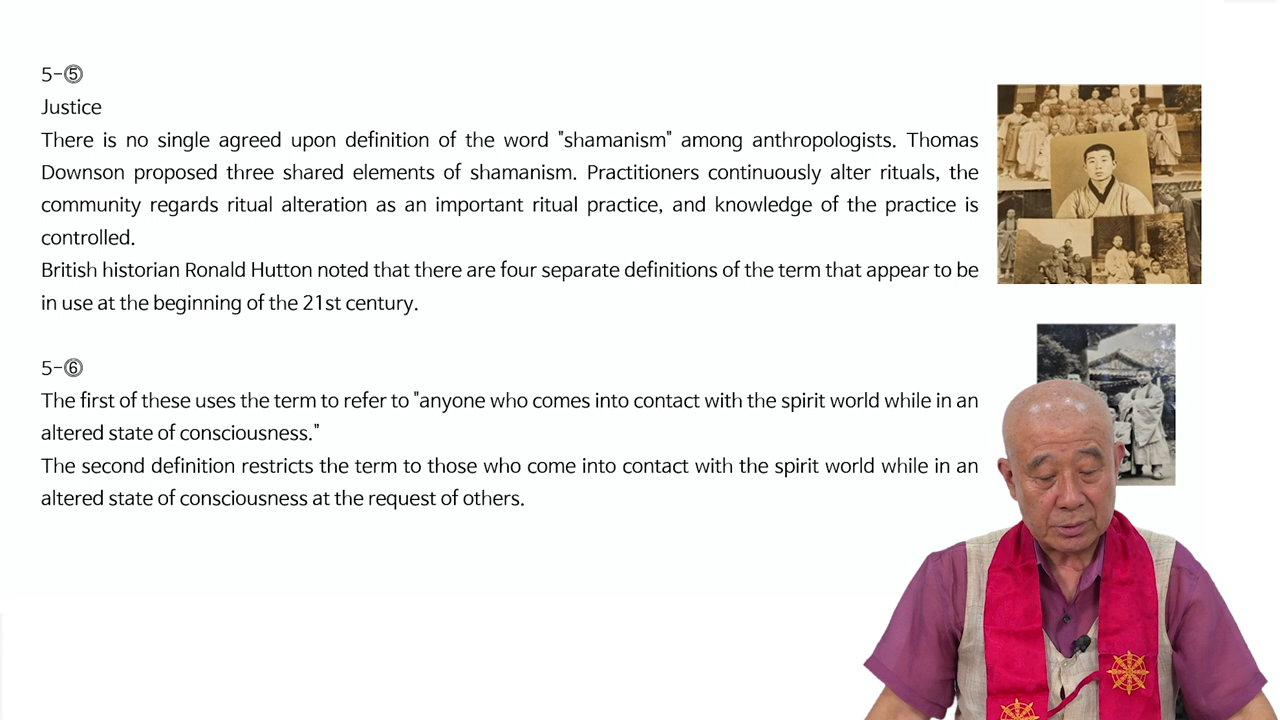 5-⑤
Justice
There is no single agreed upon definition of the word "shamanism" among anthropologists. Thomas
Downson proposed three shared elements of shamanism. Practitioners continuously alter rituals, the
community regards ritual alteration as an important ritual practice, and knowledge of the practice is
controlled.
British historian Ronald Hutton noted that there are four separate definitions of the term that appear to be
in use at the beginning of the 21st century.
5-⑥
The first of these uses the term to refer to "anyone who comes into contact with the spirit world while in an
altered state of consciousness."
The second definition restricts the term to those who come into contact with the spirit world while in an
altered state of consciousness at the request of others.